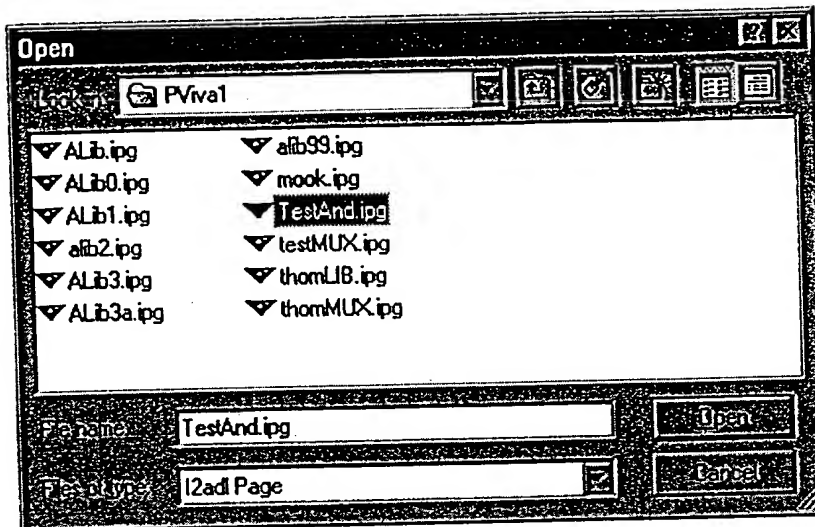 Open
Look in: PViva1
ALib.ipg
ALib0.ipg
ALib1.ipg
alib2.ipg
ALib3.ipg
ALib3a.ipg
alib99.ipg
mook.ipg
TestAnd.ipg
testMUX.ipg
thomLIB.ipg
thomMUX.ipg
File name: TestAnd.ipg
Open
Files of type: I2adl Page
Cancel